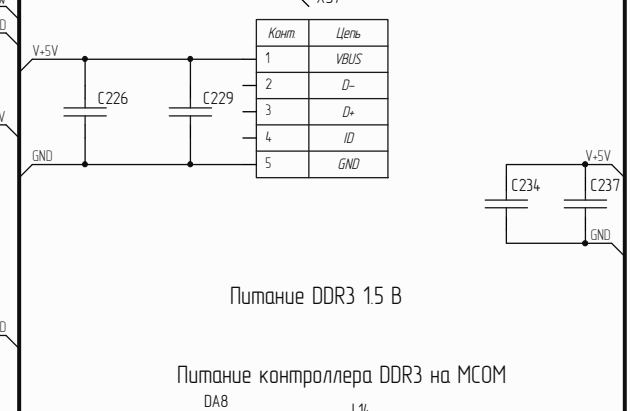 V+5V
Конт. Цепь
1 VBUS
2 D-
3 D+
4 ID
5 GND
C226
C229
GND
V+5V
C234
C237
GND
Питание DDR3 1.5 В
Питание контроллера DDR3 на MCOM
DA8
L14